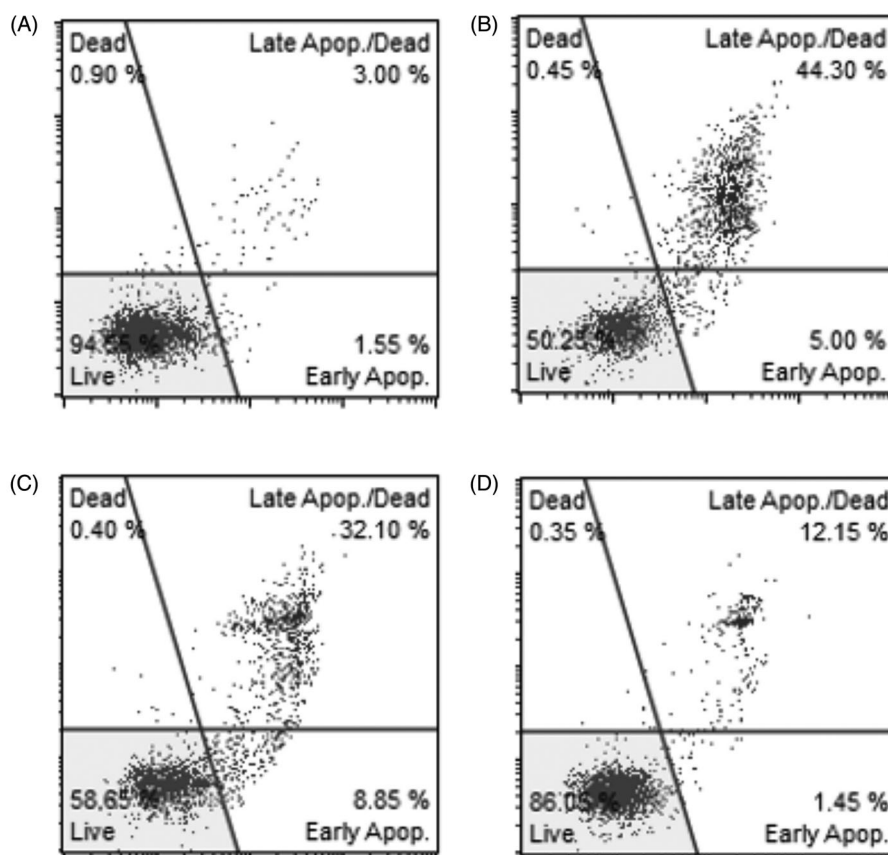 (A)
Dead Late Apop./Dead
0.90 % 3.00 %
94.55 % 1.55 %
Live Early Apop.
(B)
Dead Late Apop./Dead
0.45 % 44.30 %
50.25 % 5.00 %
Live Early Apop.
(C)
Dead Late Apop./Dead
0.40 % 32.10 %
58.65 % 8.85 %
Live Early Apop.
(D)
Dead Late Apop./Dead
0.35 % 12.15 %
86.05 % 1.45 %
Live Early Apop.